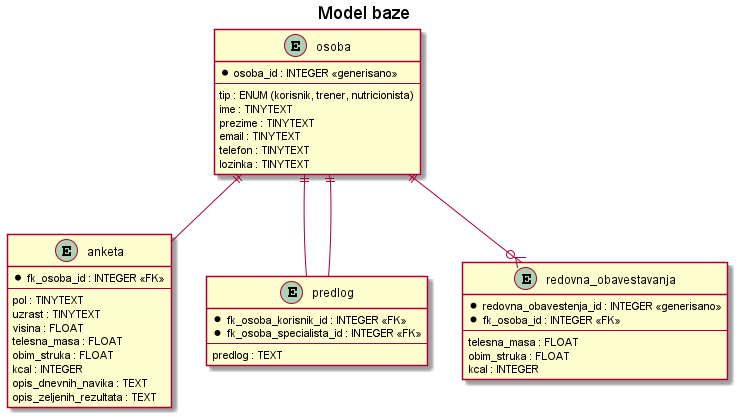 Model baze
E osoba
osoba_id : INTEGER «generisano»
tip : ENUM (korisnik, trener, nutricionista)
ime : TINYTEXT
prezime : TINYTEXT
email : TINYTEXT
telefon : TINYTEXT
lozinka : TINYTEXT
E anketa
fk_osoba_id : INTEGER «FK»
pol : TINYTEXT
uzrast : TINYTEXT
visina : FLOAT
telesna_masa : FLOAT
obim_struka : FLOAT
kcal : INTEGER
opis_dnevnih_navika : TEXT
opis_zeljenih_rezultata : TEXT
E predlog
fk_osoba_korisnik_id : INTEGER «FK»
fk_osoba_specialista_id : INTEGER «FK»
predlog : TEXT
E redovna_obavestavanja
redovna_obavestenja_id : INTEGER «generisano»
fk_osoba_id : INTEGER «FK»
telesna_masa : FLOAT
obim_struka : FLOAT
kcal : INTEGER